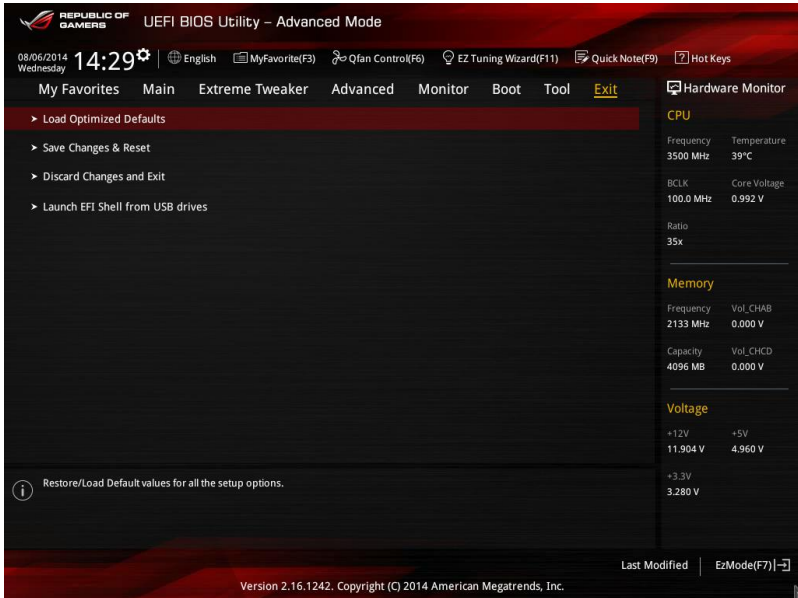 REPUBLIC OF
GAMERS
UEFI BIOS Utility – Advanced Mode
08/06/2014
Wednesday
14:29
English
MyFavorite(F3)
Qfan Control(F6)
EZ Tuning Wizard(F11)
Quick Note(F9)
? Hot Keys
My Favorites
Main
Extreme Tweaker
Advanced
Monitor
Boot
Tool
Exit
Hardware Monitor
> Load Optimized Defaults
> Save Changes & Reset
> Discard Changes and Exit
> Launch EFI Shell from USB drives
CPU
Frequency Temperature
3500 MHz 39°C
BCLK Core Voltage
100.0 MHz 0.992 V
Ratio
35x
Memory
Frequency Vol_CHAB
2133 MHz 0.000 V
Capacity Vol_CHCD
4096 MB 0.000 V
Voltage
+12V +5V
11.904 V 4.960 V
+3.3V
3.280 V
i
Restore/Load Default values for all the setup options.
Last Modified
EzMode(F7)
Version 2.16.1242. Copyright (C) 2014 American Megatrends, Inc.